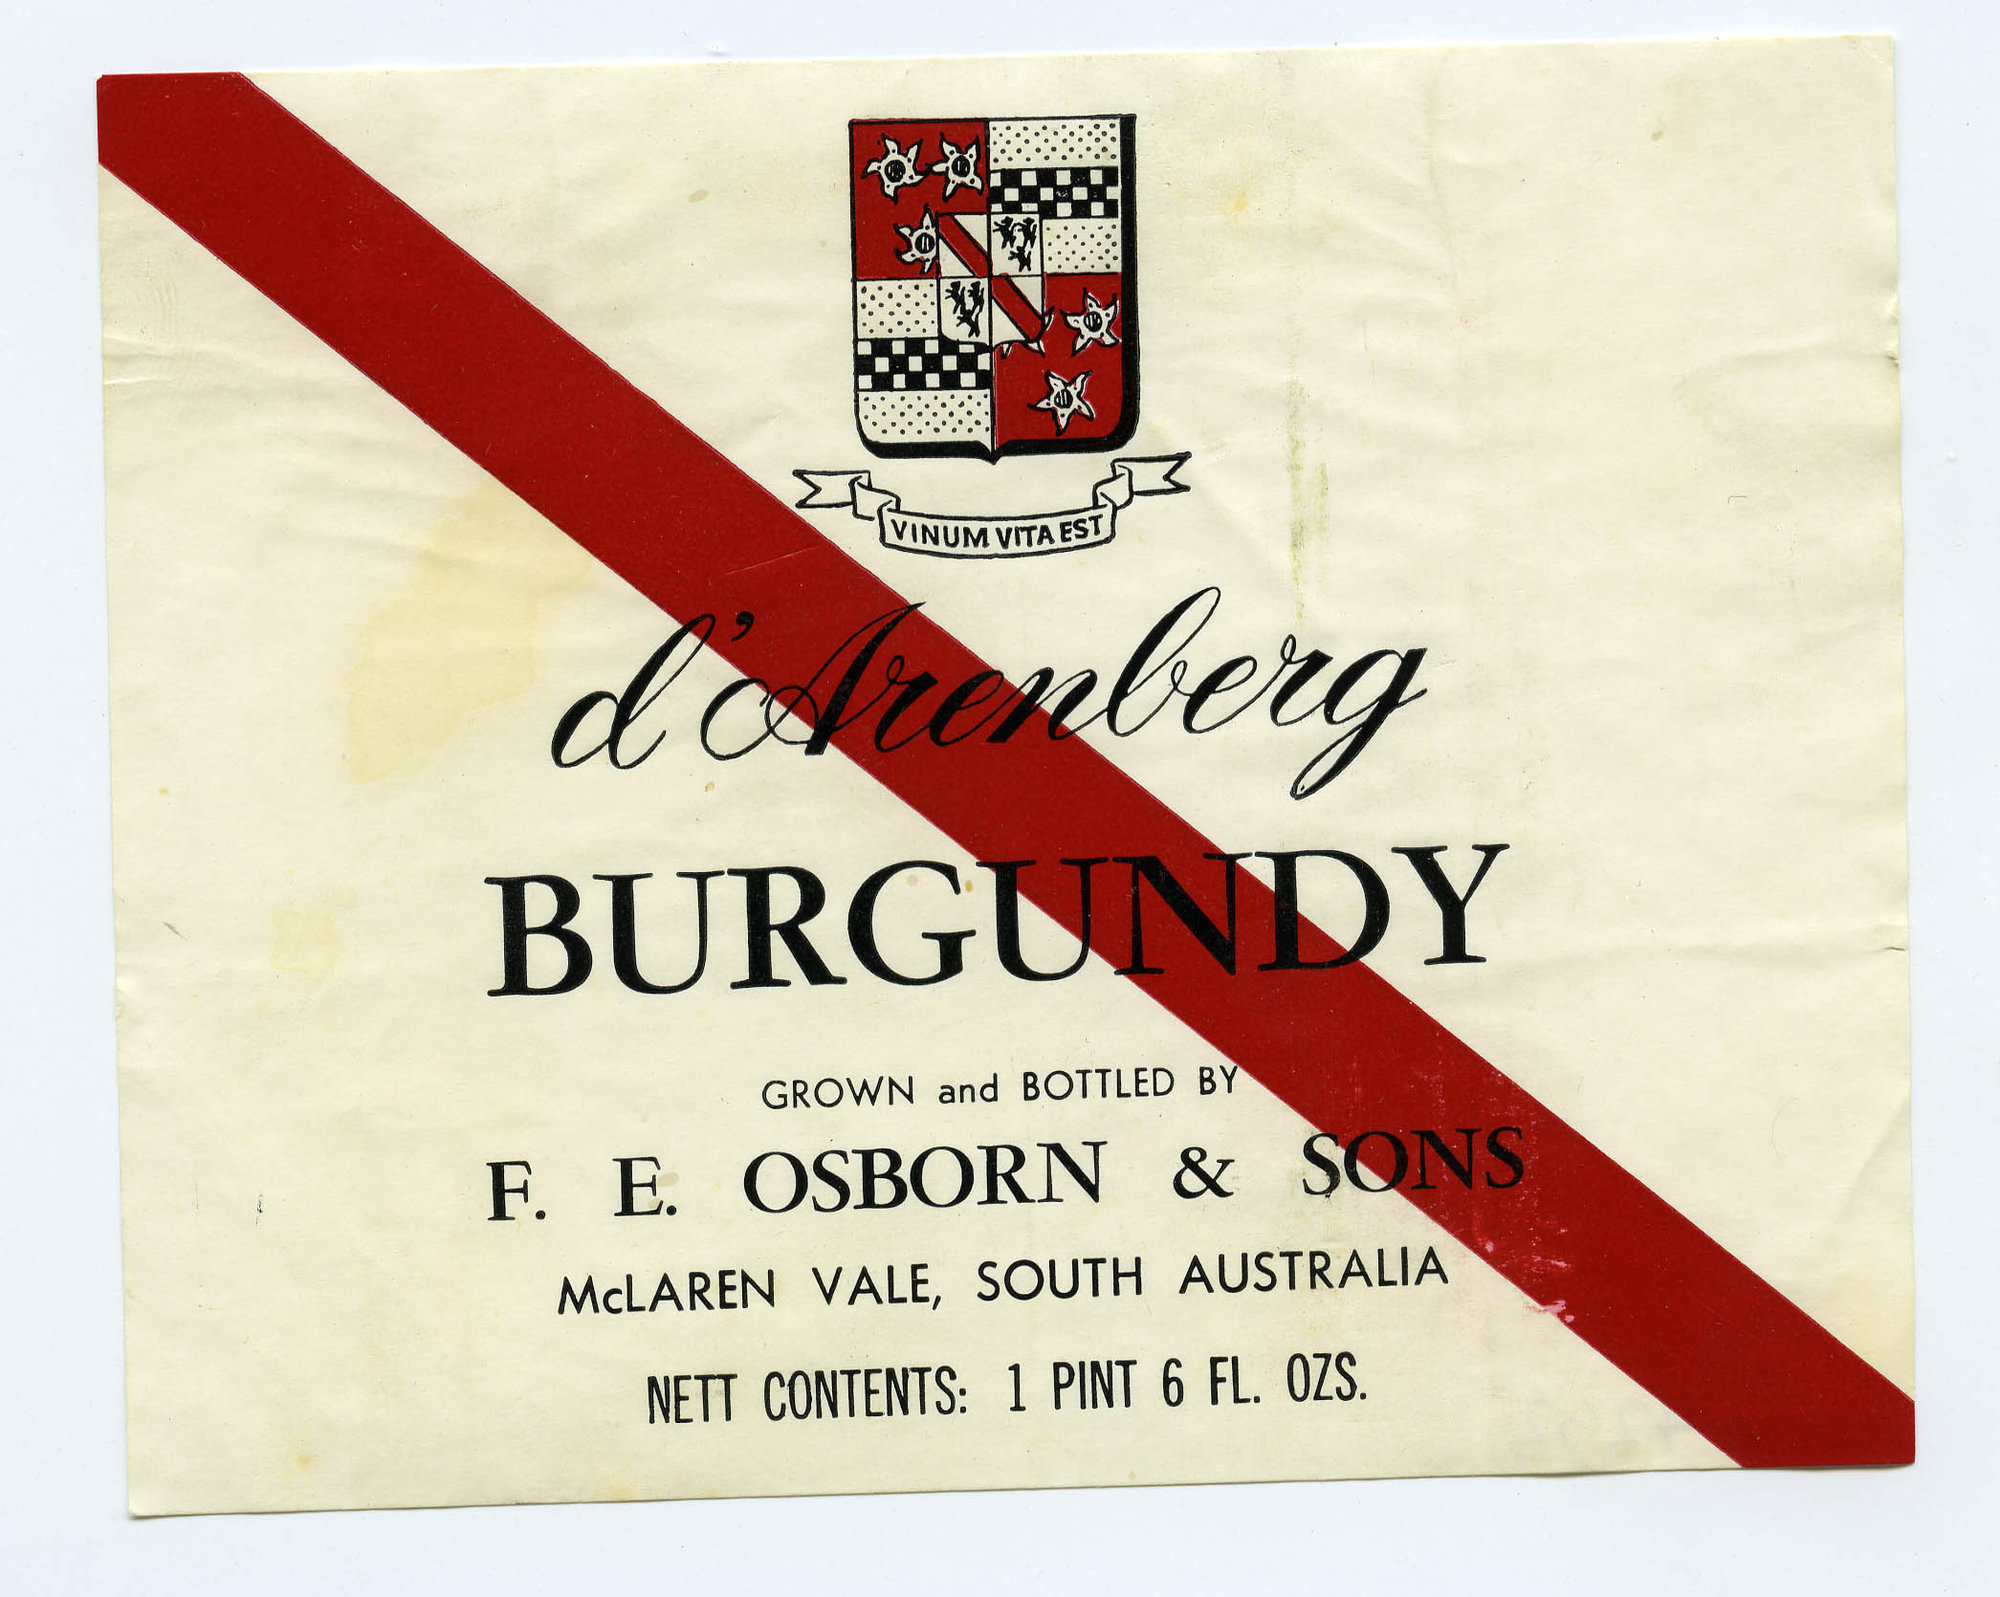 VINUM VITA EST
d'Arenberg
BURGUNDY
GROWN and BOTTLED BY
F. E. OSBORN & SONS
McLAREN VALE, SOUTH AUSTRALIA
NETT CONTENTS: 1 PINT 6 FL. OZS.